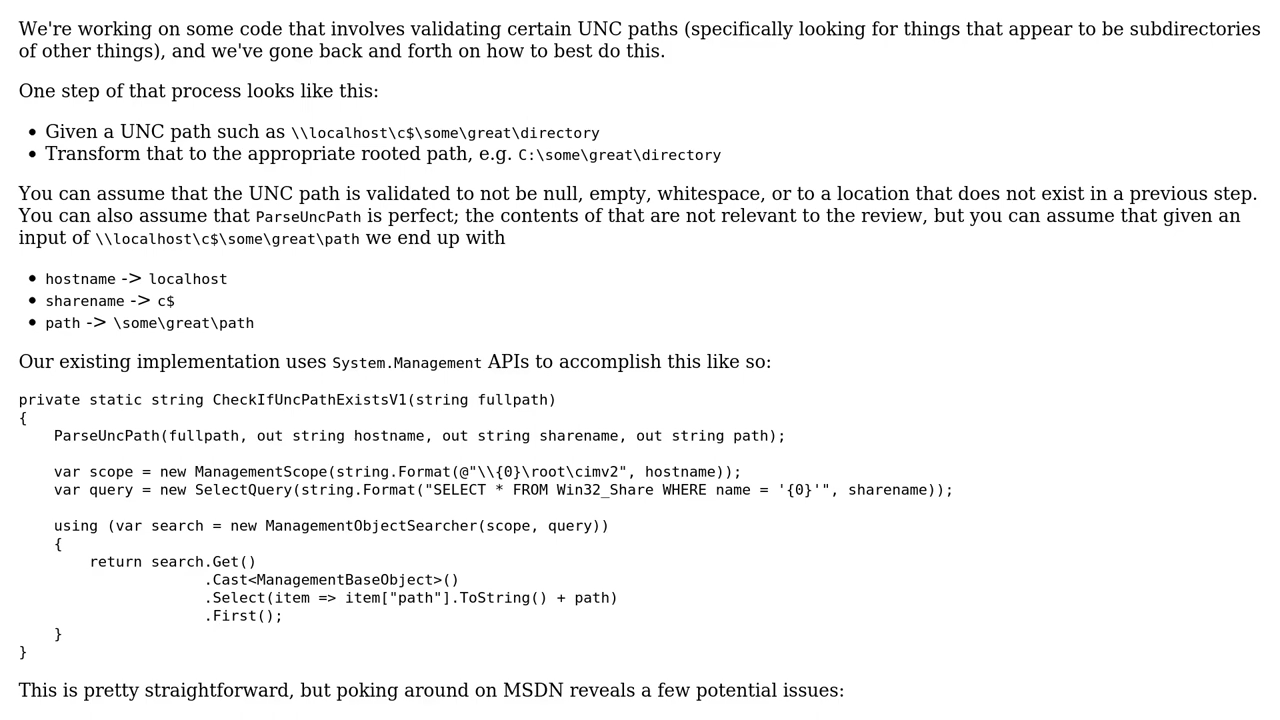 We're working on some code that involves validating certain UNC paths (specifically looking for things that appear to be subdirectories
of other things), and we've gone back and forth on how to best do this.
One step of that process looks like this:
• Given a UNC path such as \\localhost\c$\some\great\directory
• Transform that to the appropriate rooted path, e.g. C:\some\great\directory
You can assume that the UNC path is validated to not be null, empty, whitespace, or to a location that does not exist in a previous step.
You can also assume that ParseUncPath is perfect; the contents of that are not relevant to the review, but you can assume that given an
input of \\localhost\c$\some\great\path we end up with
• hostname -> localhost
• sharename -> c$
• path -> \some\great\path
Our existing implementation uses System.Management APIs to accomplish this like so:
private static string CheckIfUncPathExistsV1(string fullpath)
{
    ParseUncPath(fullpath, out string hostname, out string sharename, out string path);
    var scope = new ManagementScope(string.Format(@"\\{0}\root\cimv2", hostname));
    var query = new SelectQuery(string.Format("SELECT * FROM Win32_Share WHERE name = '{0}'", sharename));
    using (var search = new ManagementObjectSearcher(scope, query))
    {
        return search.Get()
                     .Cast<ManagementBaseObject>()
                     .Select(item => item["path"].ToString() + path)
                     .First();
    }
}
This is pretty straightforward, but poking around on MSDN reveals a few potential issues: